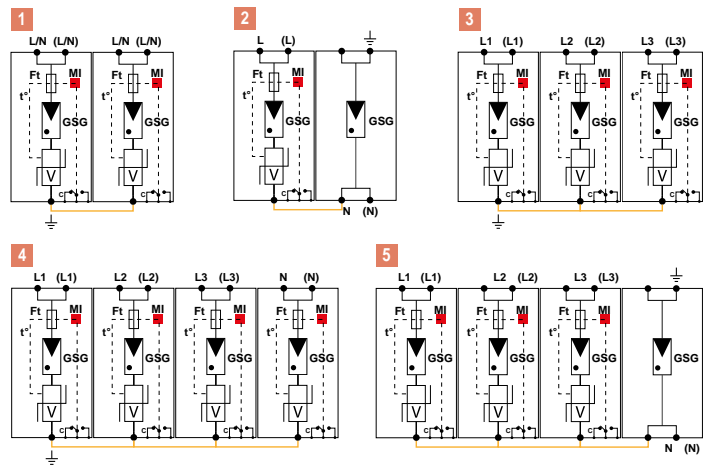 1
L/N (L/N) L/N (L/N)
Ft MI Ft MI
t° t°
GSG GSG
V V
C C
2
L (L)
Ft MI
t°
GSG GSG
V
C
N (N)
3
L1 (L1) L2 (L2) L3 (L3)
Ft MI Ft MI Ft MI
t° t° t°
GSG GSG GSG
V V V
C C C
4
L1 (L1) L2 (L2) L3 (L3) N (N)
Ft MI Ft MI Ft MI Ft MI
t° t° t° t°
GSG GSG GSG GSG
V V V V
C C C C
5
L1 (L1) L2 (L2) L3 (L3)
Ft MI Ft MI Ft MI
t° t° t°
GSG GSG GSG GSG
V V V
C C C
N (N)